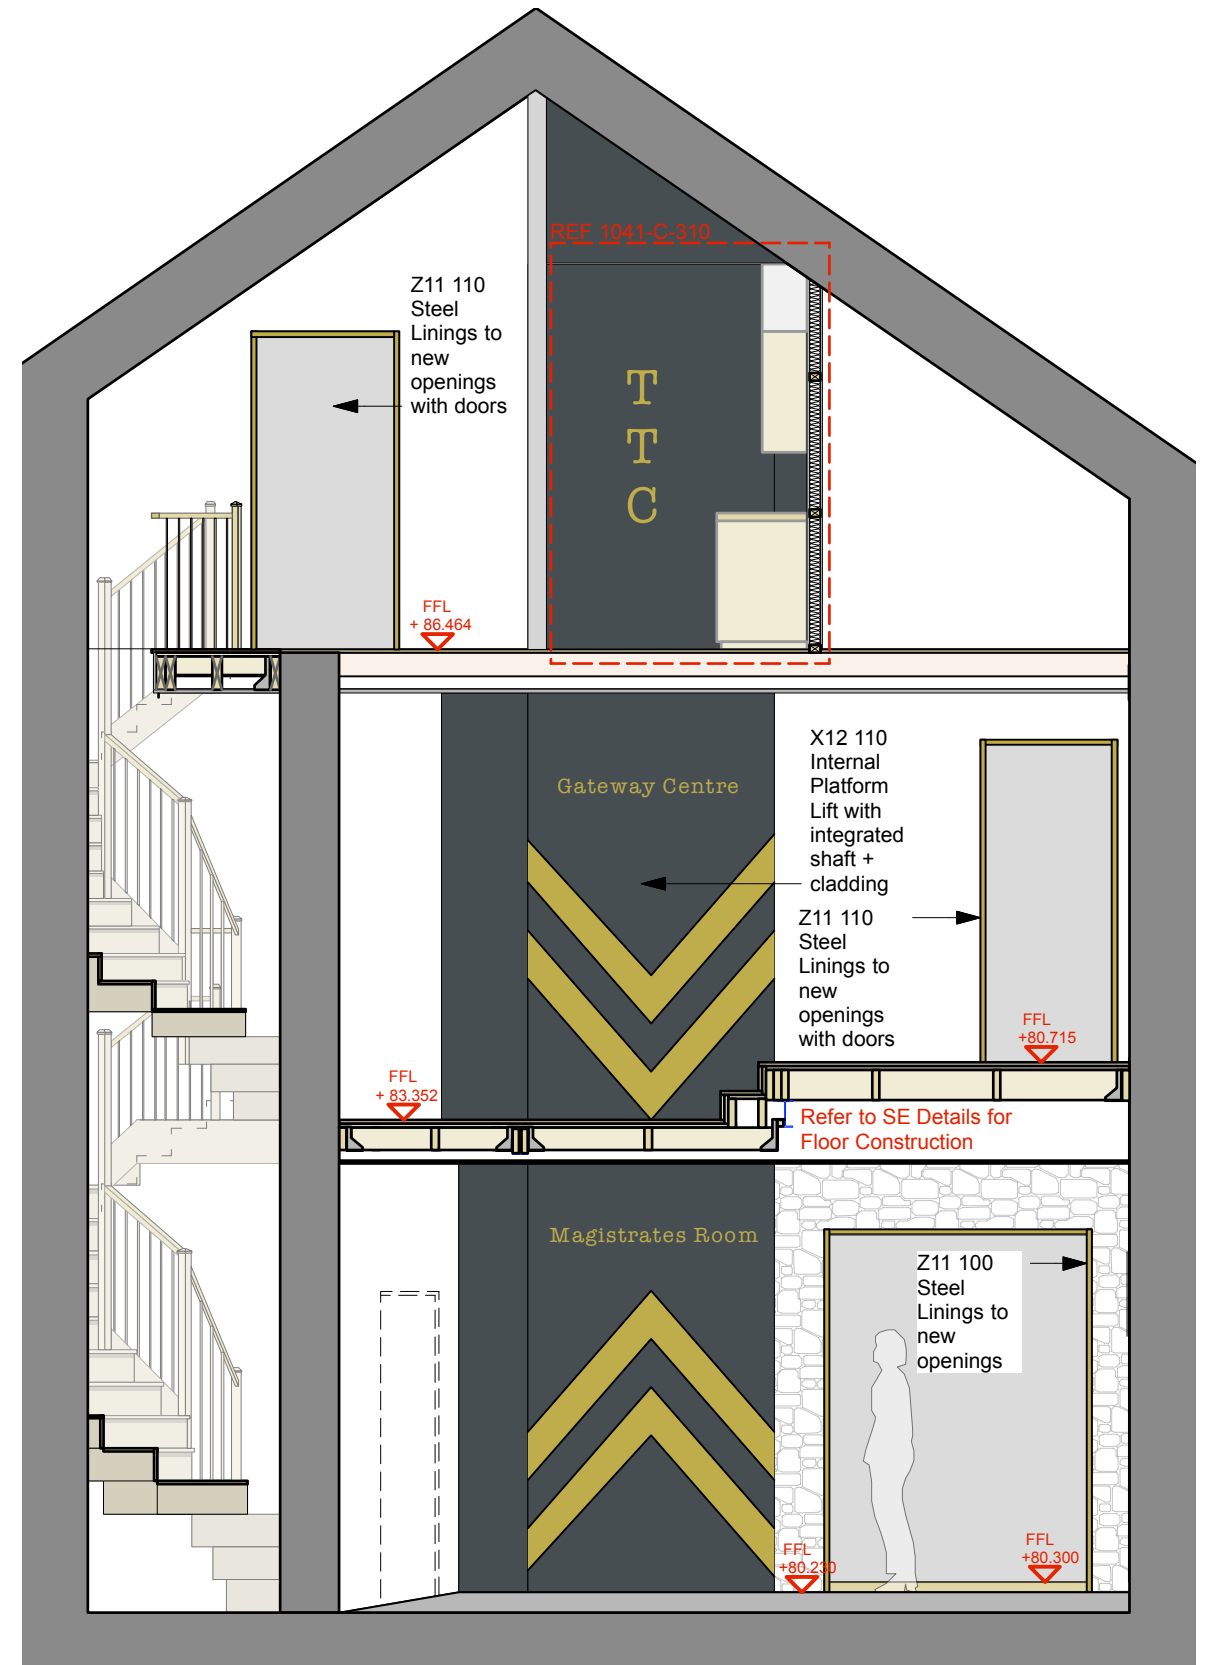 REF 1041-C-310
Z11 110
Steel
Linings to
new
openings
with doors
T
T
C
FFL
+ 86.464
Gateway Centre
X12 110
Internal
Platform
Lift with
integrated
shaft +
cladding
Z11 110
Steel
Linings to
new
openings
with doors
FFL
+80.715
FFL
+ 83.352
Refer to SE Details for
Floor Construction
Magistrates Room
Z11 100
Steel
Linings to
new
openings
FFL
+80.230
FFL
+80.300